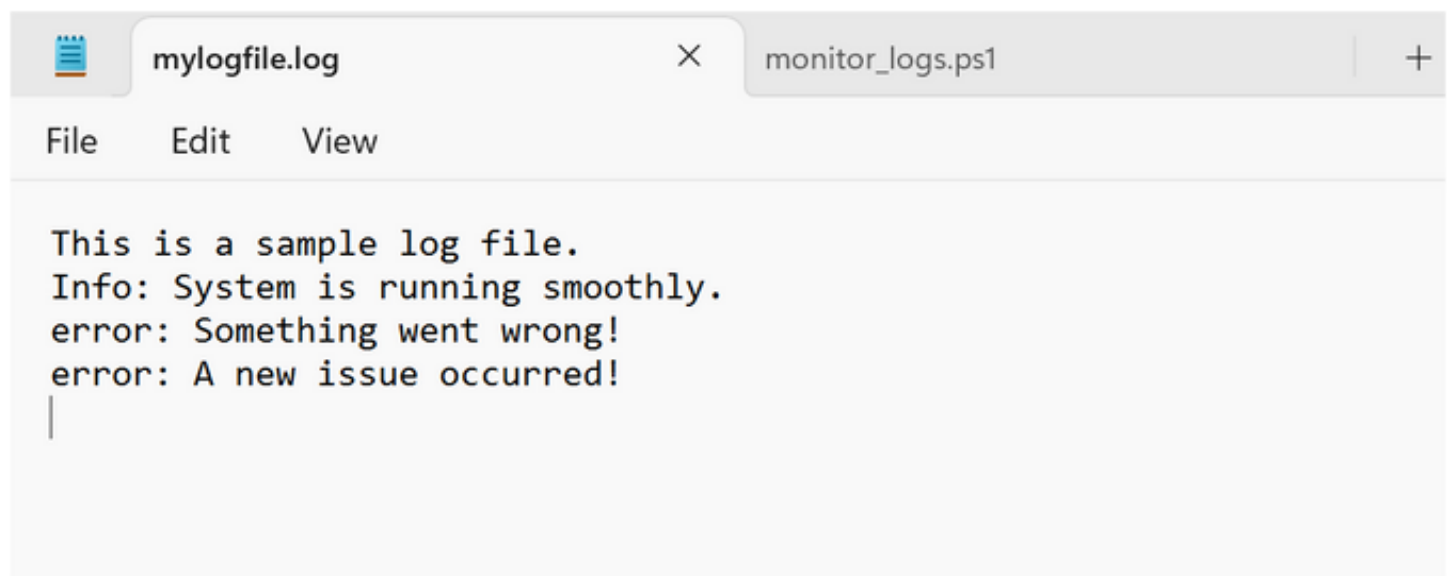 mylogfile.log monitor_logs.ps1
File Edit View
This is a sample log file.
Info: System is running smoothly.
error: Something went wrong!
error: A new issue occurred!